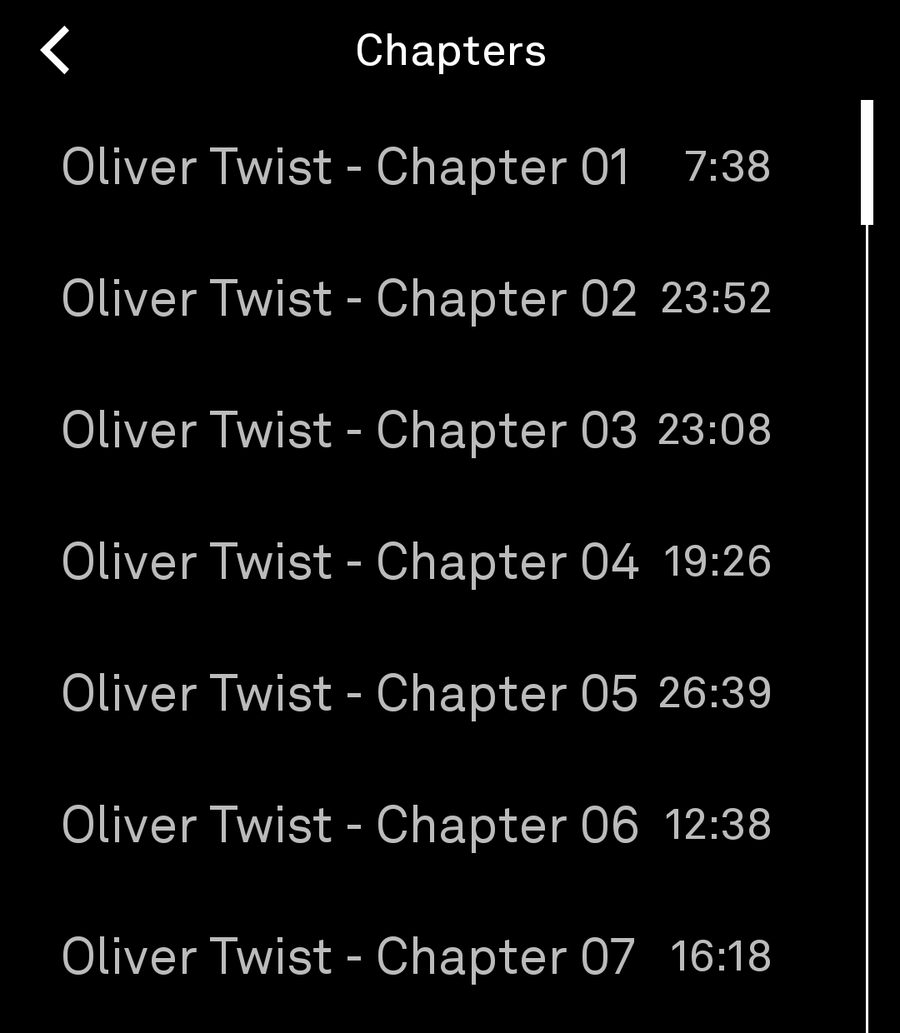 Chapters
Oliver Twist - Chapter 01 7:38
Oliver Twist - Chapter 02 23:52
Oliver Twist - Chapter 03 23:08
Oliver Twist - Chapter 04 19:26
Oliver Twist - Chapter 05 26:39
Oliver Twist - Chapter 06 12:38
Oliver Twist - Chapter 07 16:18